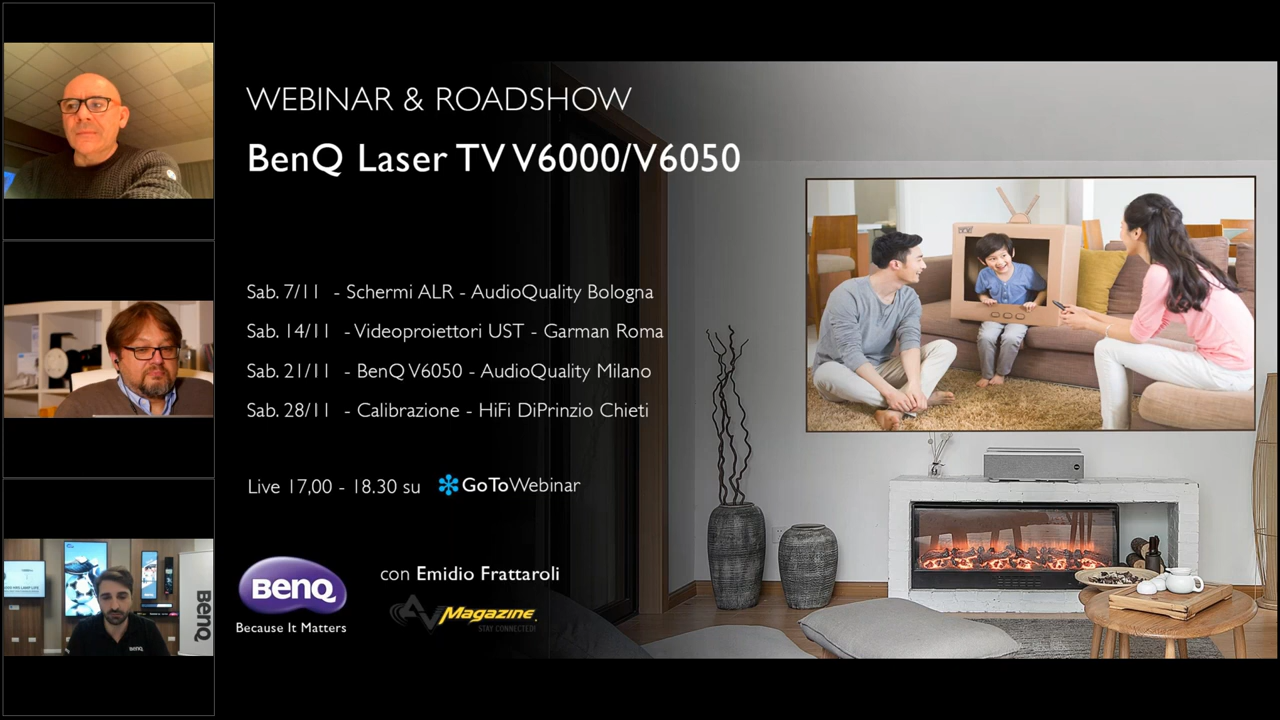 WEBINAR & ROADSHOW
BenQ Laser TV V6000/V6050
Sab. 7/11 - Schermi ALR - AudioQuality Bologna
Sab. 14/11 - Videoproiettori UST - Garman Roma
Sab. 21/11 - BenQ V6050 - AudioQuality Milano
Sab. 28/11 - Calibrazione - HiFi DiPrinzio Chieti
Live 17,00 - 18.30 su GoToWebinar
BenQ
Because It Matters
con Emidio Frattaroli
AV Magazine
STAY CONNECTED!
BenQ
BenQ